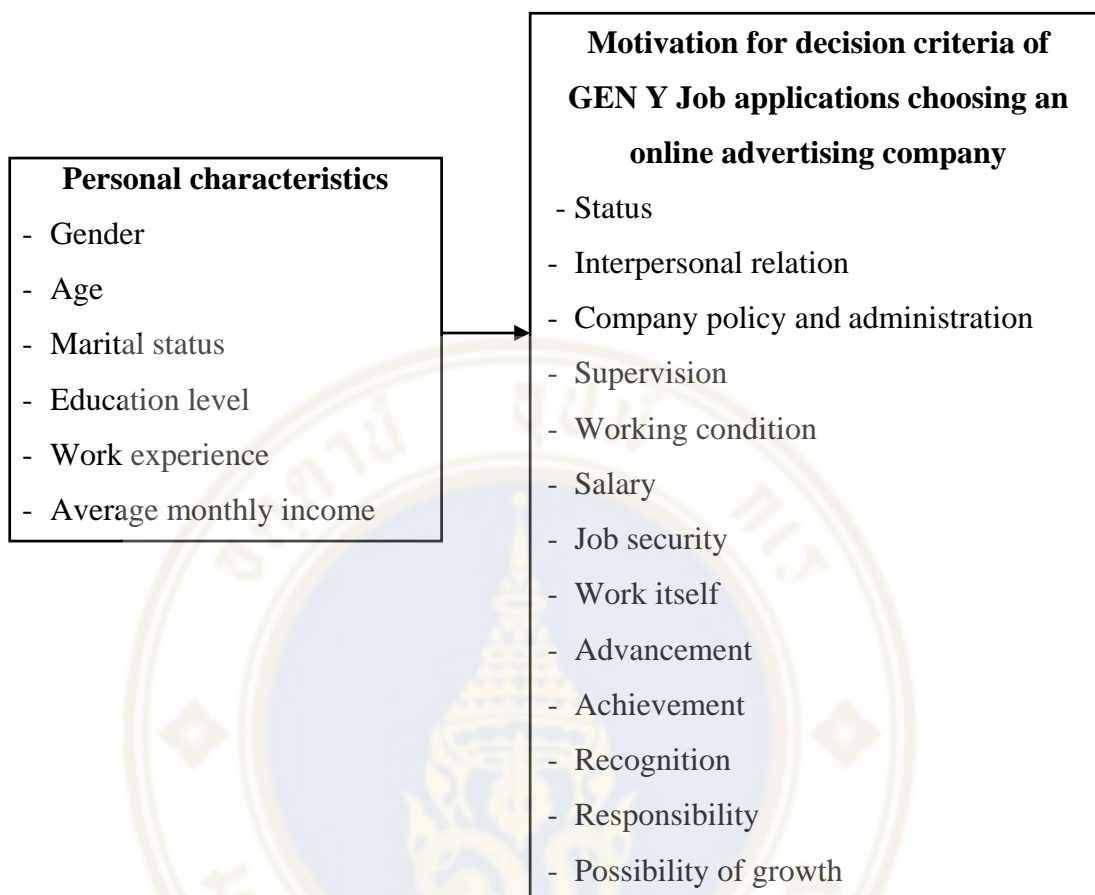 Personal characteristics
- Gender
- Age
- Marital status
- Education level
- Work experience
- Average monthly income
Motivation for decision criteria of
GEN Y Job applications choosing an
online advertising company
- Status
- Interpersonal relation
- Company policy and administration
- Supervision
- Working condition
- Salary
- Job security
- Work itself
- Advancement
- Achievement
- Recognition
- Responsibility
- Possibility of growth